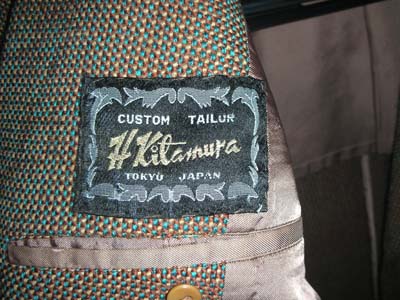 CUSTOM TAILOR
H Kitamura
TOKYO JAPAN